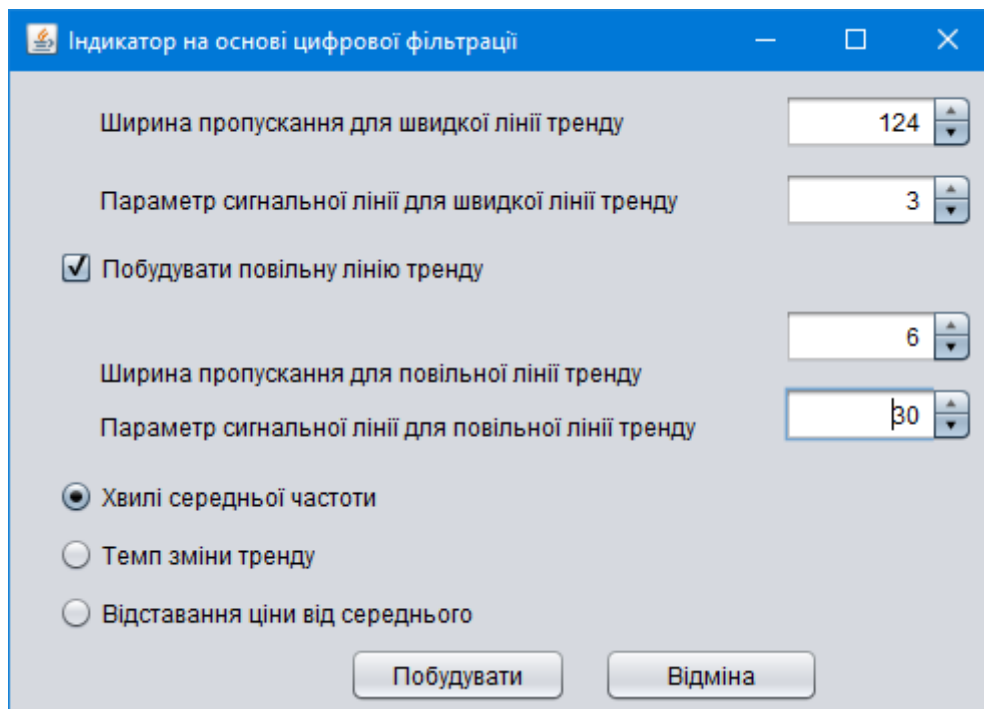 Індикатор на основі цифрової фільтрації
Ширина пропускання для швидкої лінії тренду 124
Параметр сигнальної лінії для швидкої лінії тренду 3
Побудувати повільну лінію тренду
6
Ширина пропускання для повільної лінії тренду
Параметр сигнальної лінії для повільної лінії тренду 30
Хвилі середньої частоти
Темп зміни тренду
Відставання ціни від середнього
Побудувати Відміна